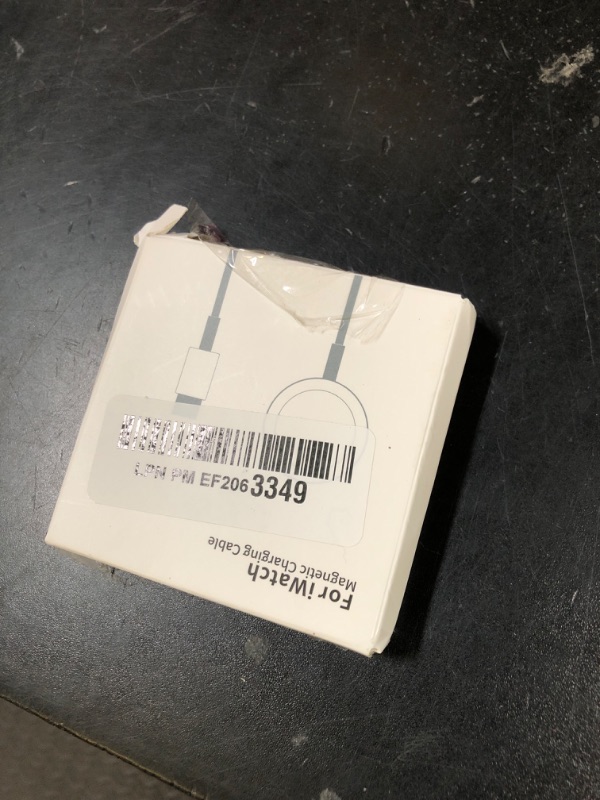 LPN PM EF206 3349
For iWatch
Magnetic Charging Cable